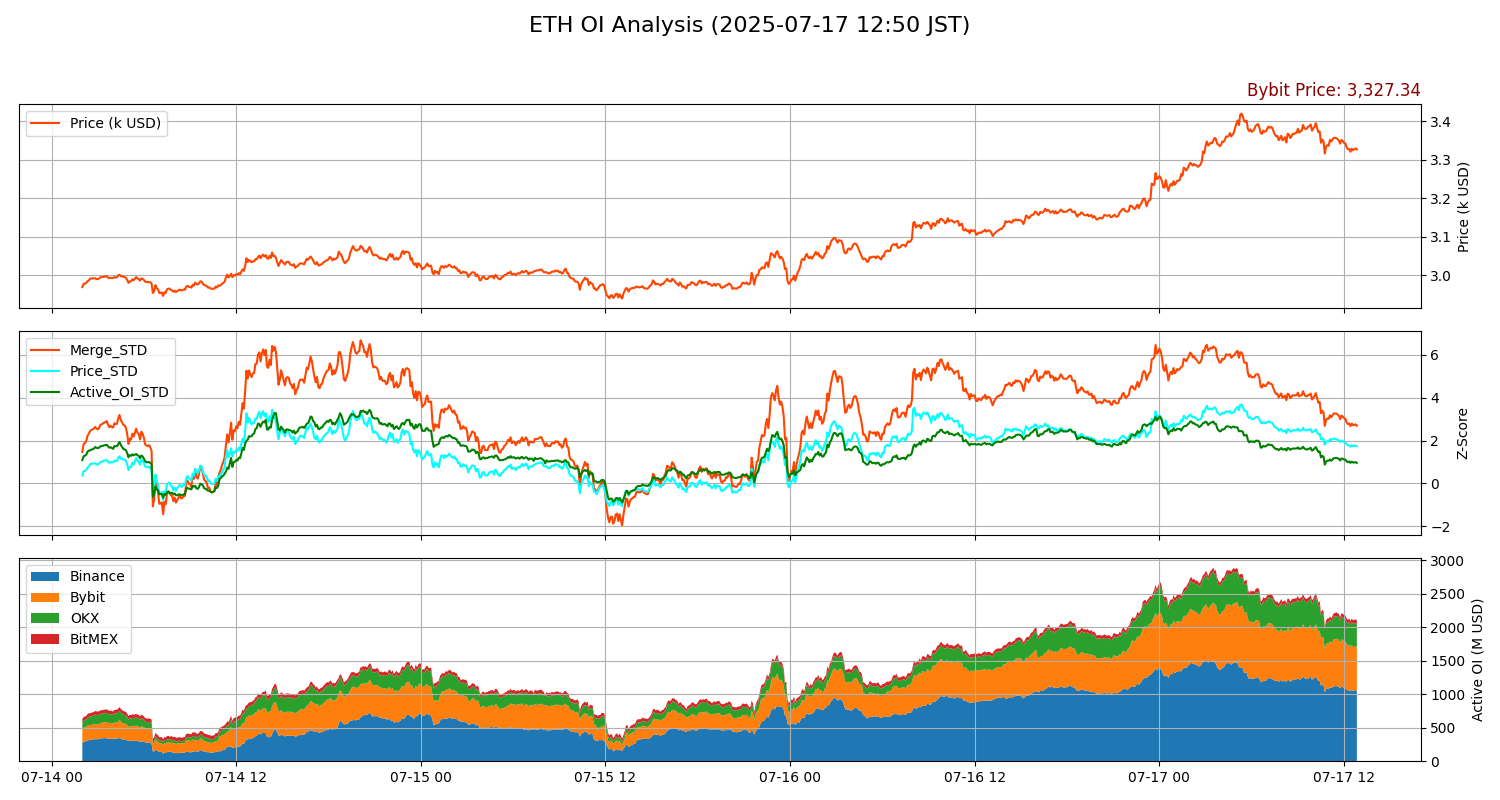 ETH OI Analysis (2025-07-17 12:50 JST)
Bybit Price: 3,327.34
Price (k USD)
3.4
3.3
3.2
3.1
3.0
Price (k USD)
Merge_STD
Price_STD
Active_OI_STD
6
4
2
0
−2
Z-Score
Binance
Bybit
OKX
BitMEX
3000
2500
2000
1500
1000
500
0
Active OI (M USD)
07-14 00 07-14 12 07-15 00 07-15 12 07-16 00 07-16 12 07-17 00 07-17 12